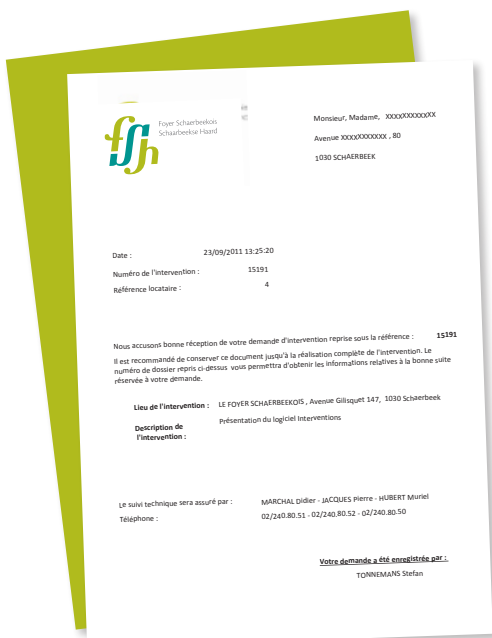 Foyer Schaerbeekois
Schaarbeekse Haard
Monsieur, Madame, XXXXXXXXXXXX
Avenue XXXXXXXXXXX , 80
1030 SCHAERBEEK
Date : 23/09/2011 13:25:20
Numéro de l'intervention : 15191
Référence locataire : 4
Nous accusons bonne réception de votre demande d'intervention reprise sous la référence : 15191
Il est recommandé de conserver ce document jusqu'à la réalisation complète de l'intervention. Le
numéro de dossier repris ci-dessus vous permettra d'obtenir les informations relatives à la bonne suite
réservée à votre demande.
Lieu de l'intervention : LE FOYER SCHAERBEEKOIS , Avenue Gilisquet 147, 1030 Schaerbeek
Description de Présentation du logiciel Interventions
l'intervention :
Le suivi technique sera assuré par : MARCHAL Didier - JACQUES Pierre - HUBERT Muriel
Téléphone : 02/240.80.51 - 02/240.80.52 - 02/240.80.50
Votre demande a été enregistrée par :
TONNEMANS Stefan